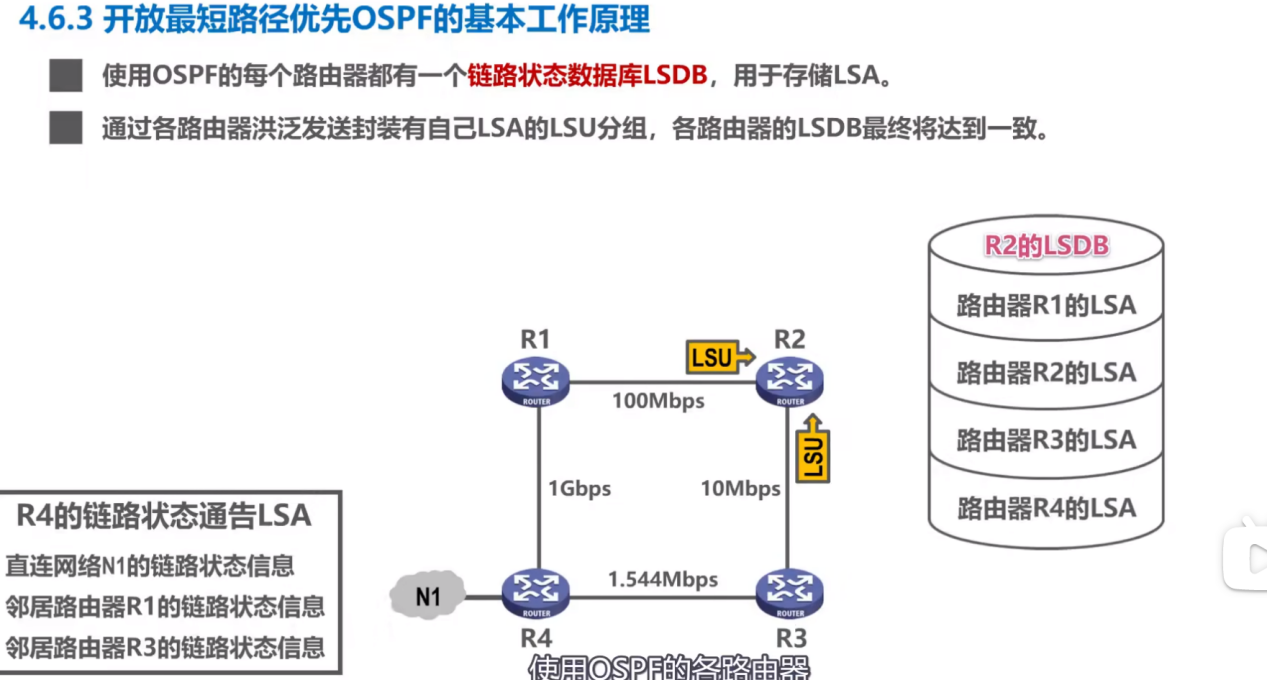 4.6.3 开放最短路径优先OSPF的基本工作原理
使用OSPF的每个路由器都有一个链路状态数据库LSDB，用于存储LSA。
通过各路由器洪泛发送封装有自己LSA的LSU分组，各路由器的LSDB最终将达到一致。
R2的LSDB
路由器R1的LSA
路由器R2的LSA
路由器R3的LSA
路由器R4的LSA
R1
R2
LSU
ROUTER
ROUTER
100Mbps
LSU
1Gbps
10Mbps
R4的链路状态通告LSA
直连网络N1的链路状态信息
邻居路由器R1的链路状态信息
邻居路由器R3的链路状态信息
1.544Mbps
N1
ROUTER
ROUTER
R4
R3
使用OSPF的各路由器